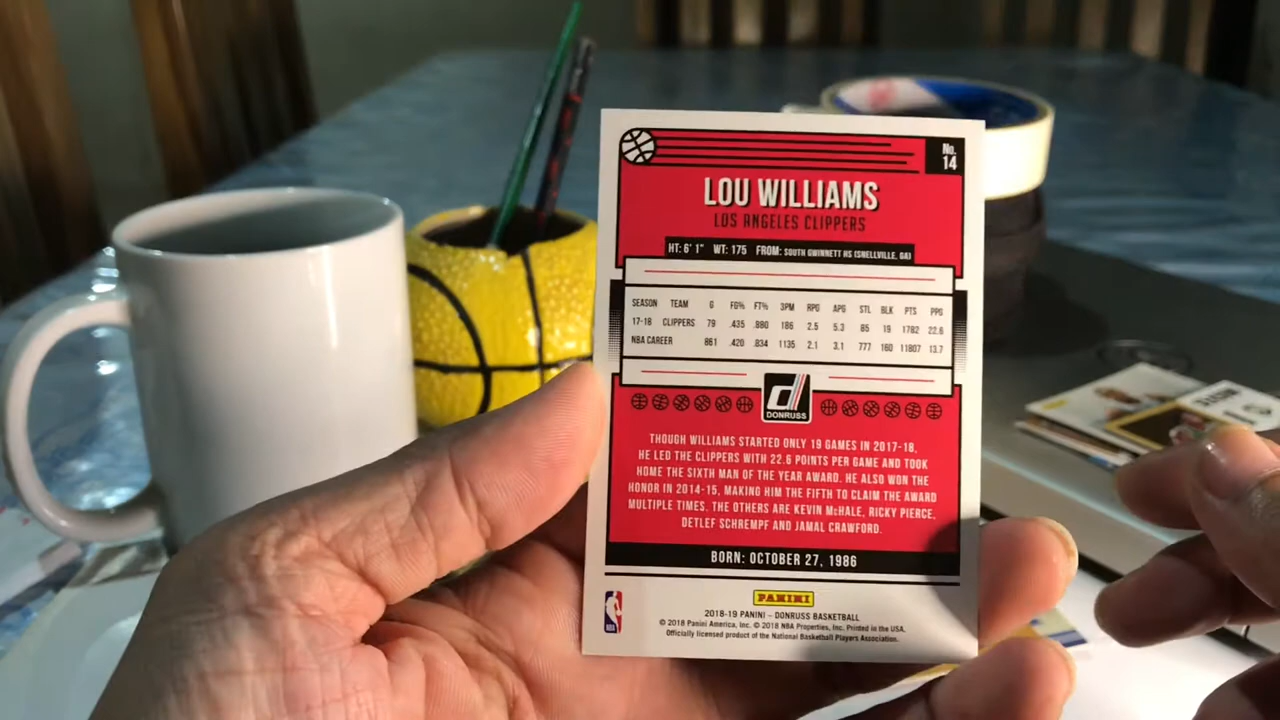 No.
14
LOU WILLIAMS
LOS ANGELES CLIPPERS
HT: 6' 1" WT: 175 FROM: SOUTH GWINNETT HS (SNELLVILLE, GA)
SEASON TEAM G FG% FT% 3PM RPG APG STL BLK PTS PPG
17-18 CLIPPERS 79 .435 .880 186 2.5 5.3 85 19 1782 22.6
NBA CAREER 861 .420 .834 1135 2.1 3.1 777 160 11807 13.7
DONRUSS
THOUGH WILLIAMS STARTED ONLY 19 GAMES IN 2017-18,
HE LED THE CLIPPERS WITH 22.6 POINTS PER GAME AND TOOK
HOME THE SIXTH MAN OF THE YEAR AWARD. HE ALSO WON THE
HONOR IN 2014-15, MAKING HIM THE FIFTH TO CLAIM THE AWARD
MULTIPLE TIMES. THE OTHERS ARE KEVIN McHALE, RICKY PIERCE,
DETLEF SCHREMPF AND JAMAL CRAWFORD.
BORN: OCTOBER 27, 1986
PANINI
NBA
2018-19 PANINI – DONRUSS BASKETBALL
© 2018 Panini America, Inc. © 2018 NBA Properties, Inc. Printed in the USA.
Officially licensed product of the National Basketball Players Association.